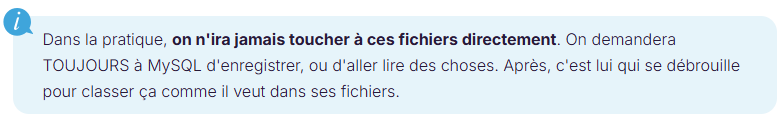 Dans la pratique, on n'ira jamais toucher à ces fichiers directement. On demandera
TOUJOURS à MySQL d'enregistrer, ou d'aller lire des choses. Après, c'est lui qui se débrouille
pour classer ça comme il veut dans ses fichiers.